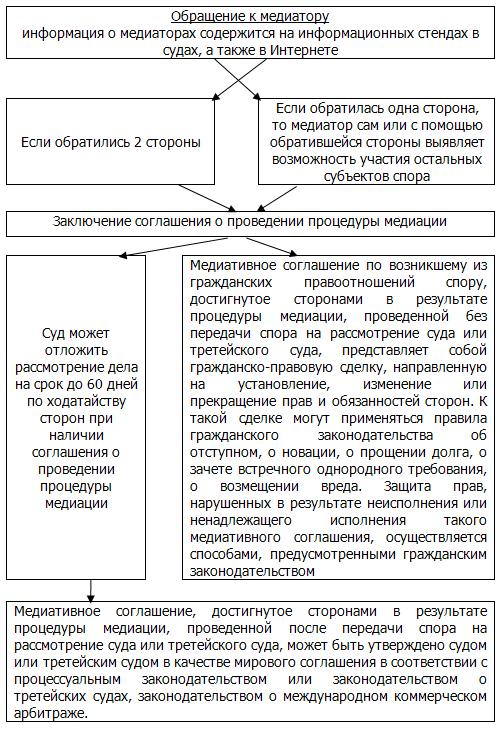 Обращение к медиатору
информация о медиаторах содержится на информационных стендах в
судах, а также в Интернете
Если обратились 2 стороны
Если обратилась одна сторона,
то медиатор сам или с помощью
обратившейся стороны выявляет
возможность участия остальных
субъектов спора
Заключение соглашения о проведении процедуры медиации
Суд может
отложить
рассмотрение дела
на срок до 60 дней
по ходатайству
сторон при
наличии
соглашения о
проведении
процедуры
медиации
Медиативное соглашение по возникшему из
гражданских правоотношений спору,
достигнутое сторонами в результате
процедуры медиации, проведенной без
передачи спора на рассмотрение суда или
третейского суда, представляет собой
гражданско-правовую сделку, направленную
на установление, изменение или
прекращение прав и обязанностей сторон. К
такой сделке могут применяться правила
гражданского законодательства об
отступном, о новации, о прощении долга, о
зачете встречного однородного требования,
о возмещении вреда. Защита прав,
нарушенных в результате неисполнения или
ненадлежащего исполнения такого
медиативного соглашения, осуществляется
способами, предусмотренными гражданским
законодательством
Медиативное соглашение, достигнутое сторонами в результате
процедуры медиации, проведенной после передачи спора на
рассмотрение суда или третейского суда, может быть утверждено судом
или третейским судом в качестве мирового соглашения в соответствии с
процессуальным законодательством или законодательством о
третейских судах, законодательством о международном коммерческом
арбитраже.